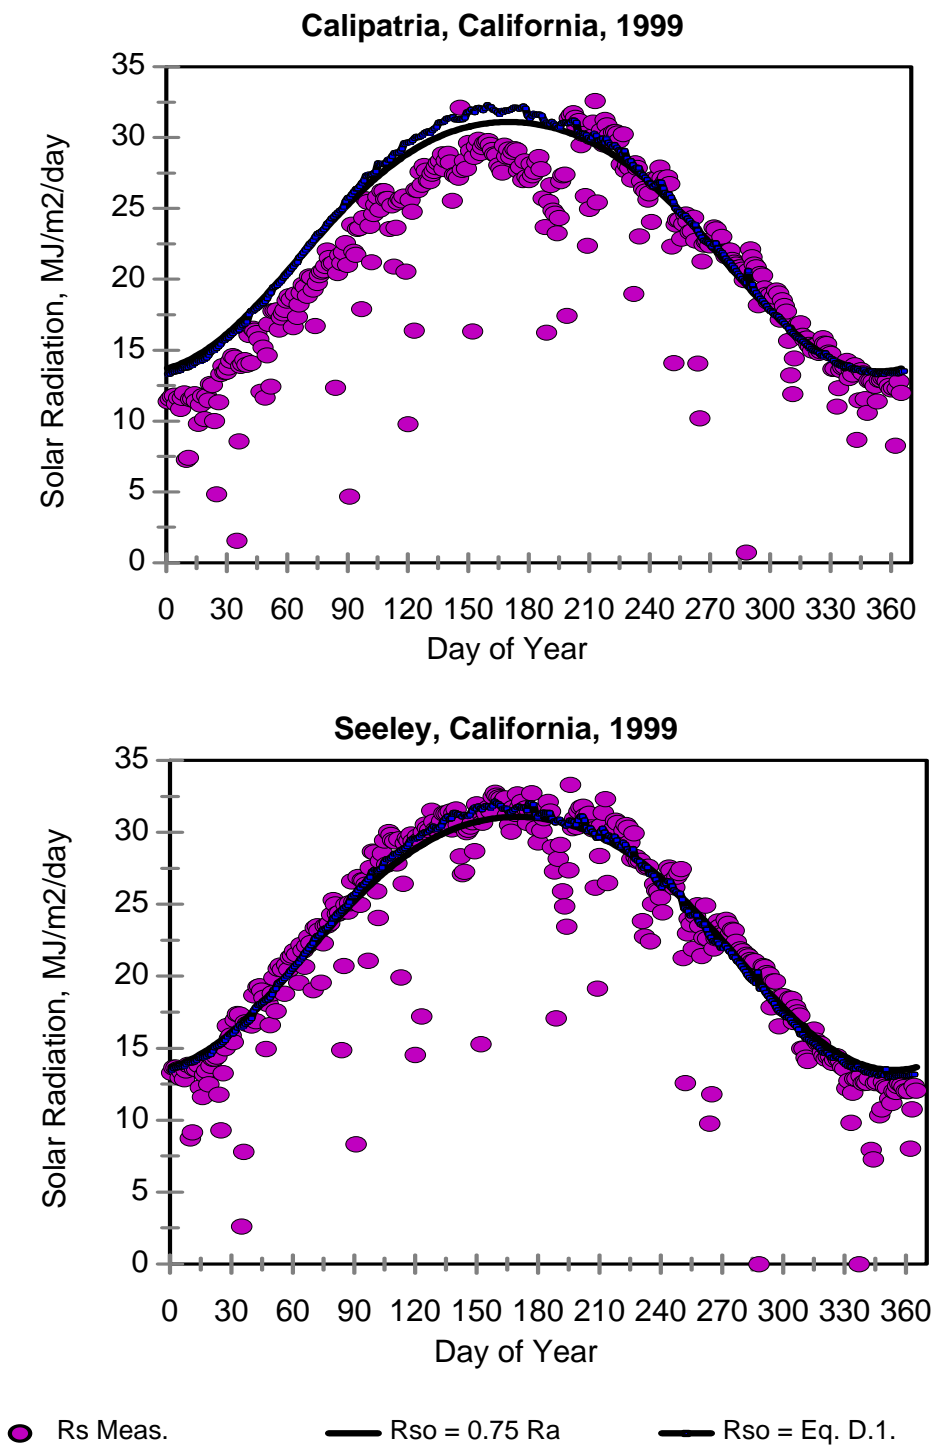 Calipatria, California, 1999
Solar Radiation, MJ/m2/day
35
30
25
20
15
10
5
0
0 30 60 90 120 150 180 210 240 270 300 330 360
Day of Year
Seeley, California, 1999
Solar Radiation, MJ/m2/day
35
30
25
20
15
10
5
0
0 30 60 90 120 150 180 210 240 270 300 330 360
Day of Year
Rs Meas. Rso = 0.75 Ra Rso = Eq. D.1.